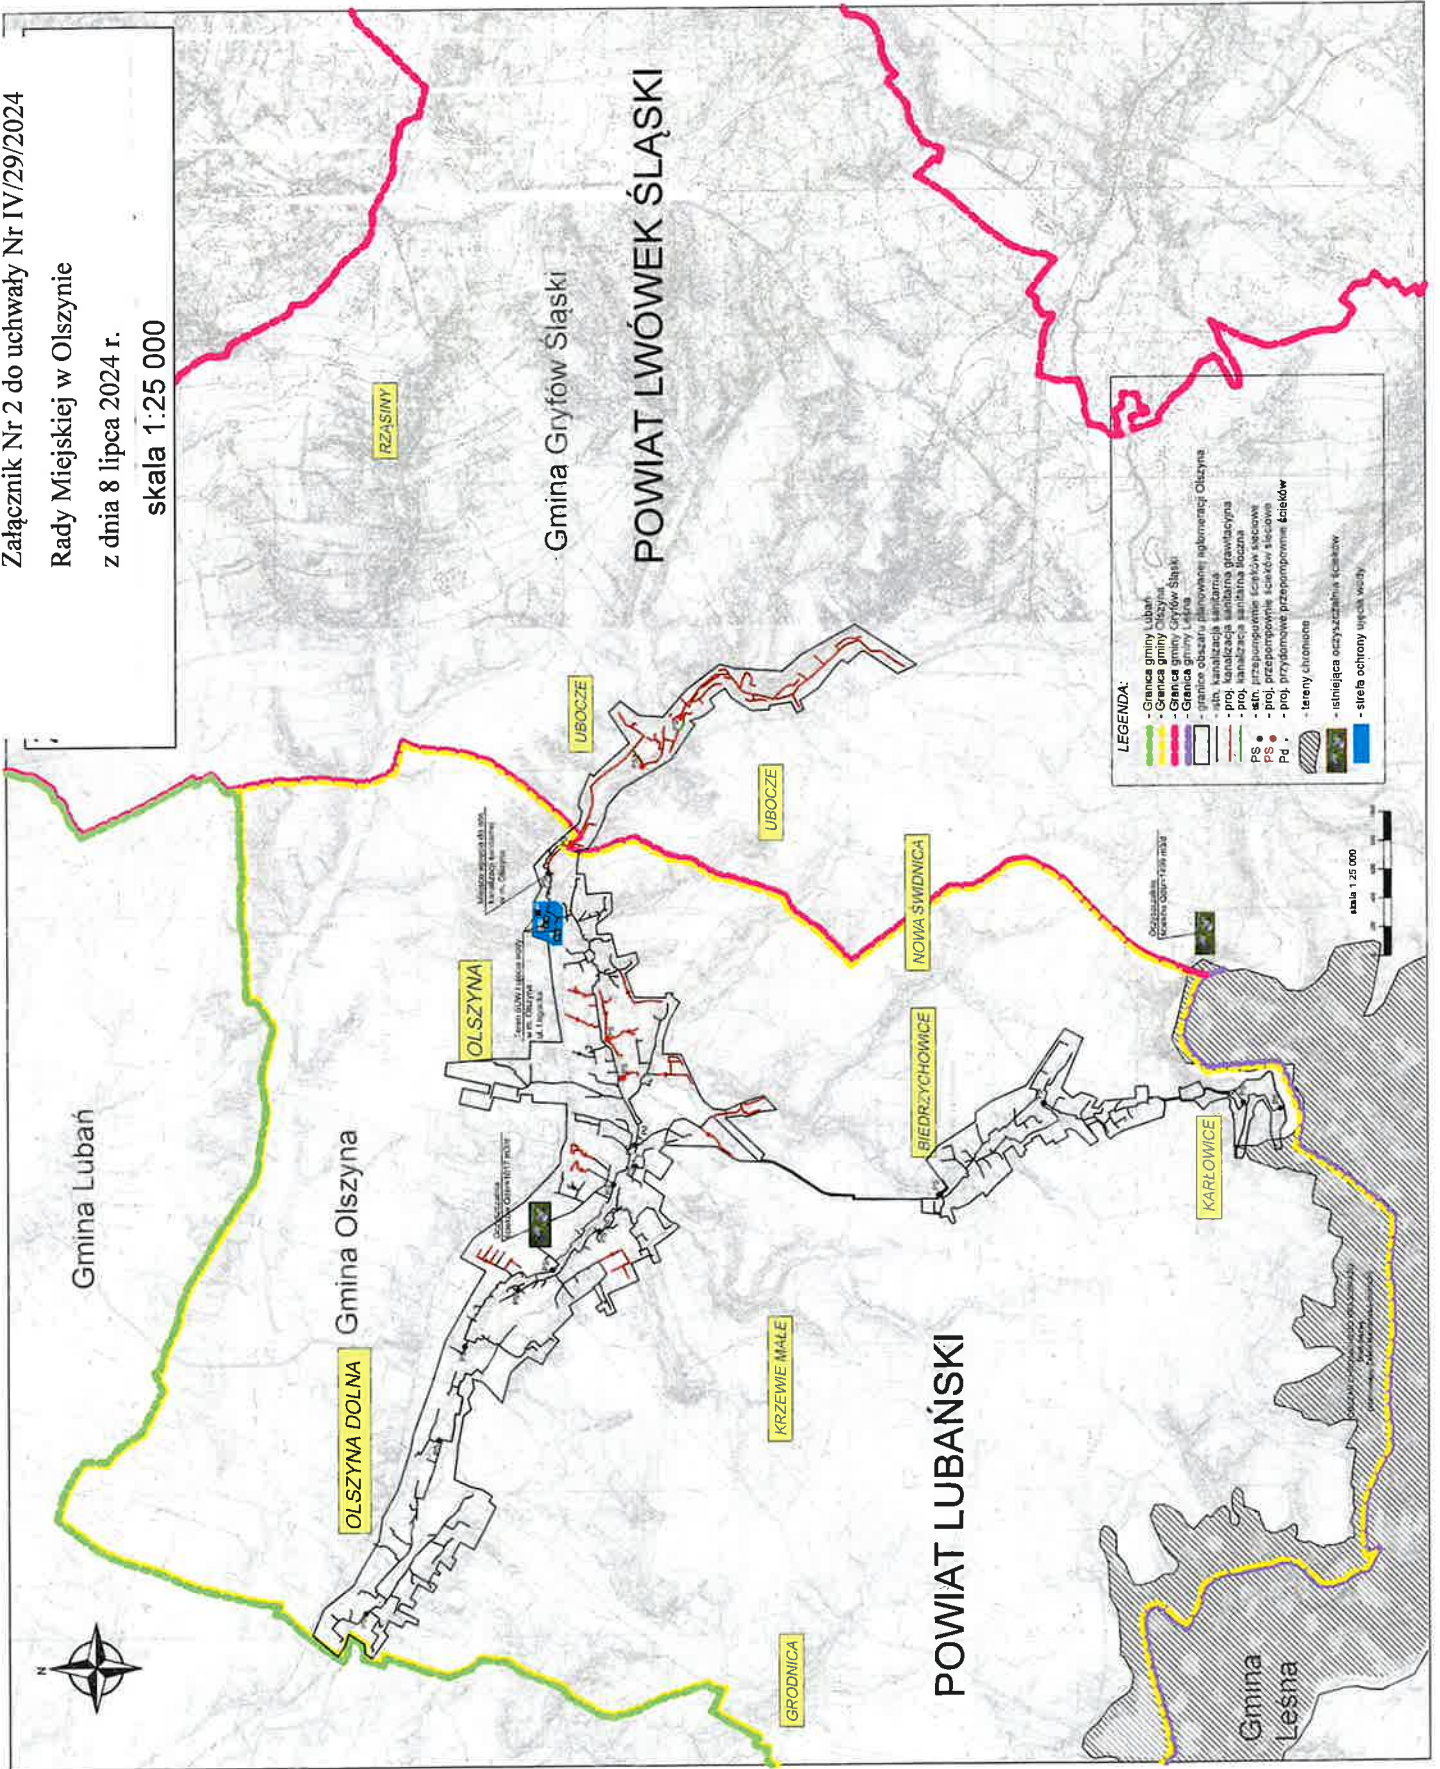 Załącznik Nr 2 do uchwały Nr IV/29/2024
Rady Miejskiej w Olszynie
z dnia 8 lipca 2024 r.
skala 1:25 000
N
Gmina Lubań
Gmina Olszyna
OLSZYNA DOLNA
OLSZYNA
RZĄSINY
Gmina Gryfów Śląski
POWIAT LWÓWEK ŚLĄSKI
UBOCZE
UBOCZE
NOWA ŚWIDNICA
BIEDRZYCHOWICE
KARŁOWICE
KRZEWIE MAŁE
GRODNICA
POWIAT LUBAŃSKI
Gmina
Leśna
w m. Olszyna
Oczyszczalnia
skala 1:25 000
LEGENDA:
- Granica gminy Lubań
- Granica gminy Olszyna
- Granica gminy Gryfów Śląski
- Granica gminy Leśna
- granice obszaru planowanej aglomeracji Olszyna
- istn. kanalizacja sanitarna
- proj. kanalizacja sanitarna grawitacyjna
- proj. kanalizacja sanitarna tłoczna
PS - istn. przepompownie ścieków sieciowe
PS - proj. przepompownie ścieków sieciowe
Pd - proj. przydomowe przepompownie ścieków
- tereny chronione
- istniejąca oczyszczalnia ścieków
- strefa ochrony ujęcia wody